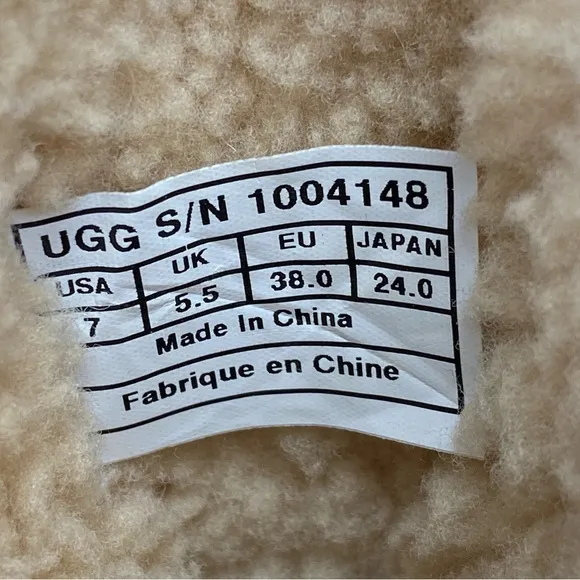 UGG S/N 1004148
USA UK EU JAPAN
7 5.5 38.0 24.0
Made In China
Fabrique en Chine